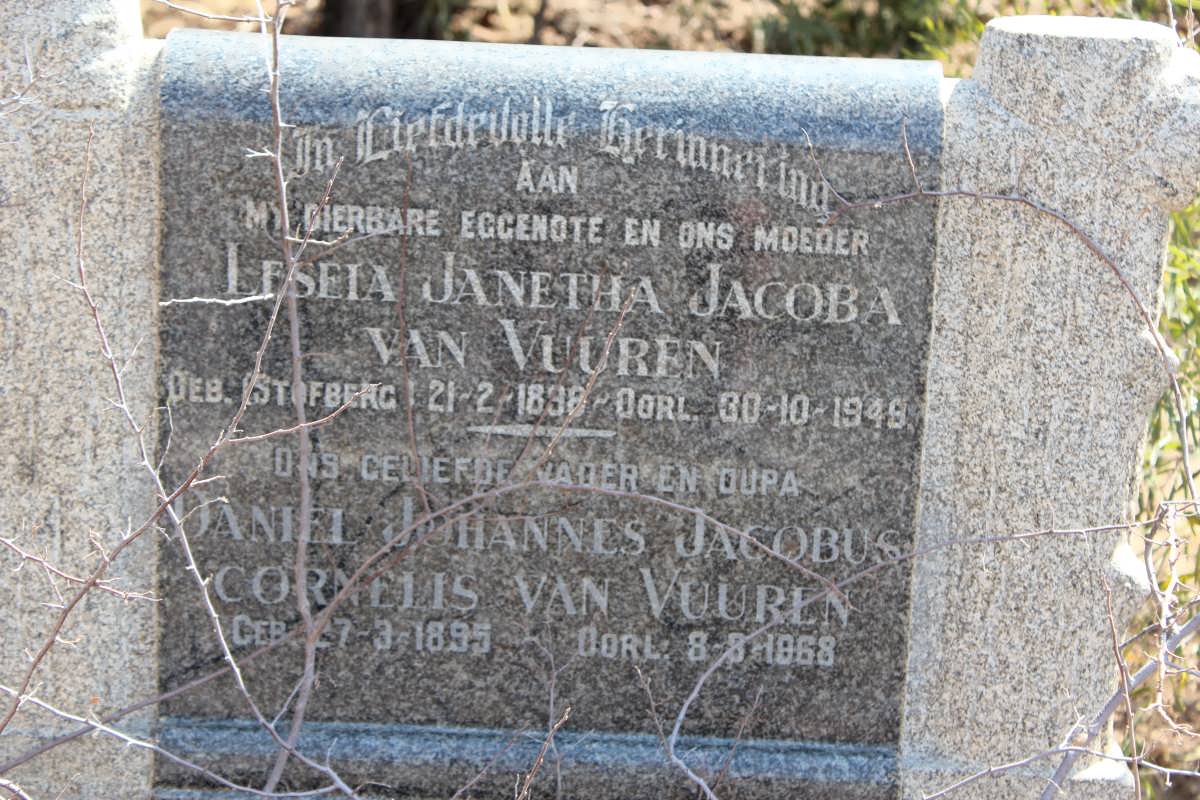 In Liefdevolle Herinnering
AAN
MY DIERBARE EGGENOTE EN ONS MOEDER
LESEIA JANETHA JACOBA
VAN VUUREN
GEB. (STOFBERG) 21-2-1896 OORL. 30-10-1949
ONS GELIEFDE VADER EN OUPA
DANIEL JOHANNES JACOBUS
CORNELIS VAN VUUREN
GEB. 27-3-1895 OORL. 8-8-1968